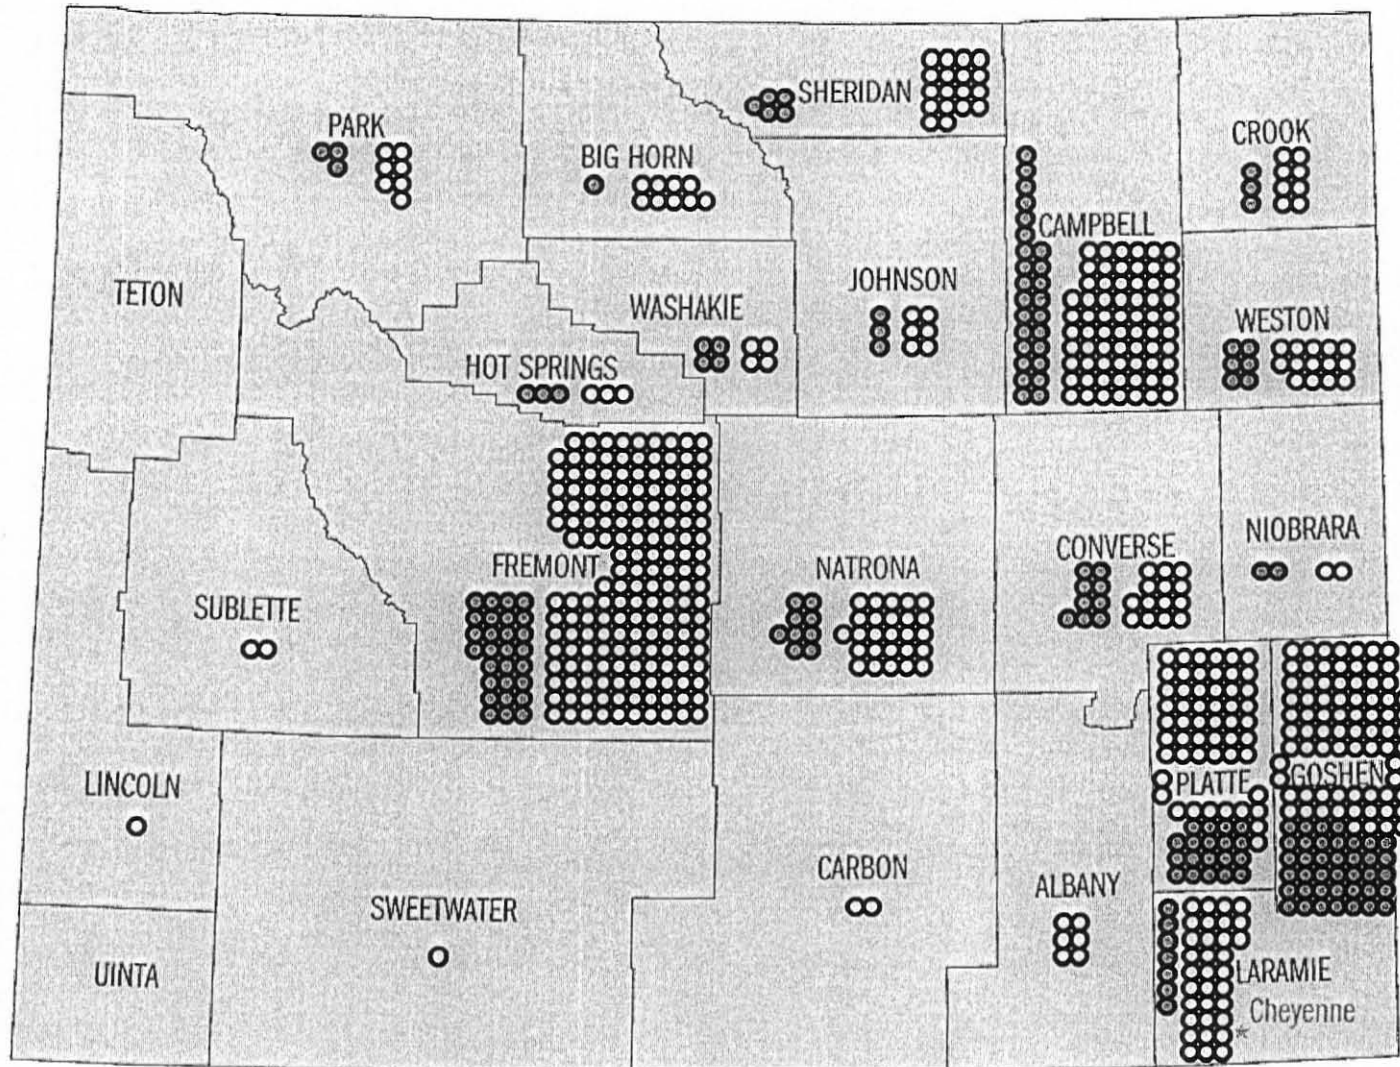 SHERIDAN
PARK
CROOK
BIG HORN
CAMPBELL
TETON
JOHNSON
WASHAKIE
WESTON
HOT SPRINGS
FREMONT
NATRONA
CONVERSE
NIOBRARA
SUBLETTE
LINCOLN
PLATTE
GOSHEN
CARBON
ALBANY
SWEETWATER
UINTA
LARAMIE
Cheyenne
*